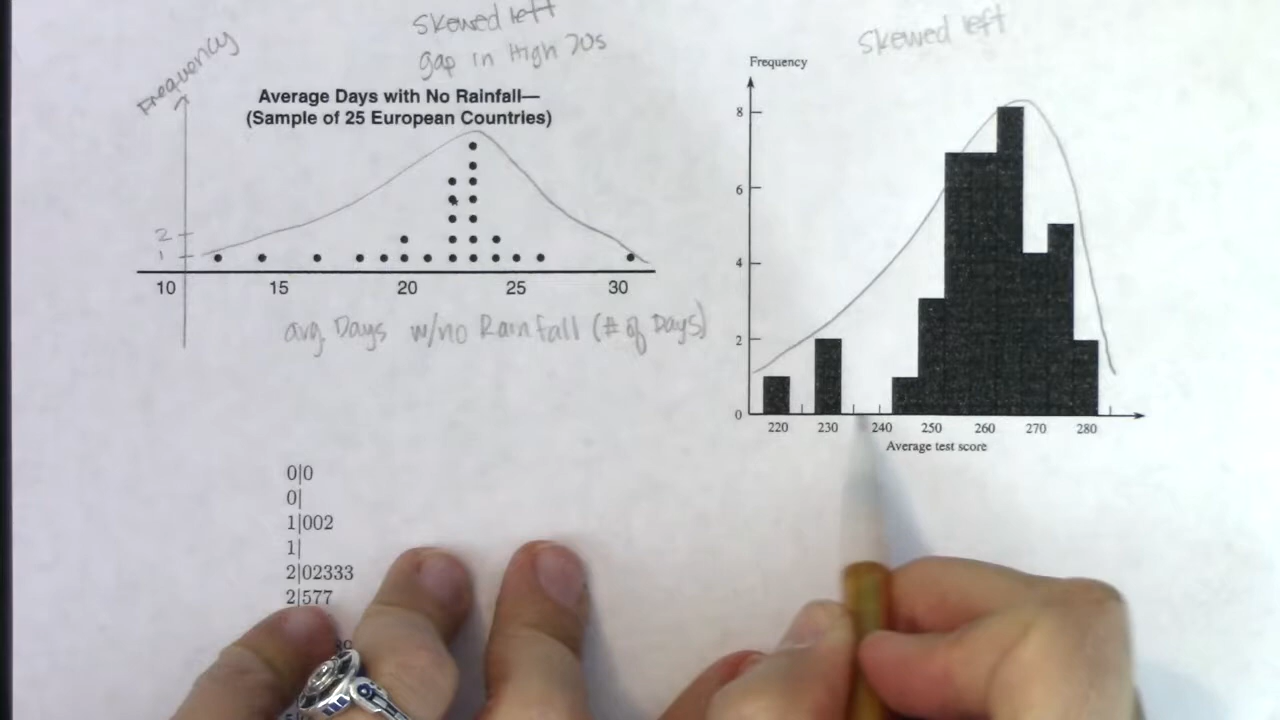 Skewed left
gap in High 20s
Frequency
Average Days with No Rainfall—
(Sample of 25 European Countries)
2
1
10 15 20 25 30
avg Days w/no Rainfall (# of Days)
Skewed left
Frequency
8
6
4
2
0
220 230 240 250 260 270 280
Average test score
0|0
0|
1|002
1|
2|02333
2|577